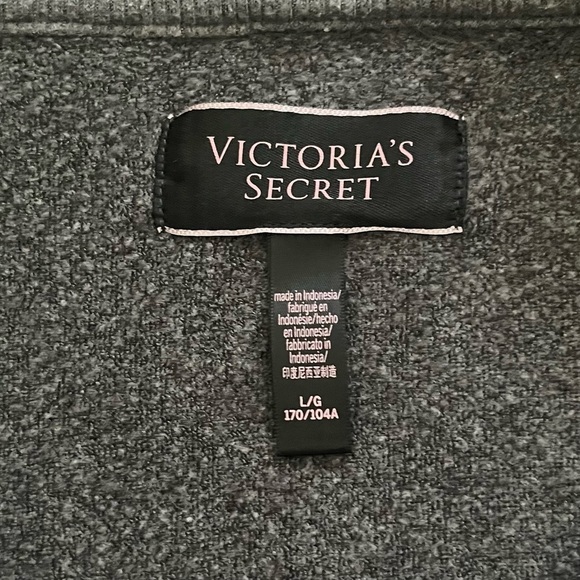 VICTORIA'S
SECRET
made in Indonesia/
fabriqué en
Indonésie/hecho
en Indonesia/
fabbricato in
Indonesia/
印度尼西亚制造
L/G
170/104A